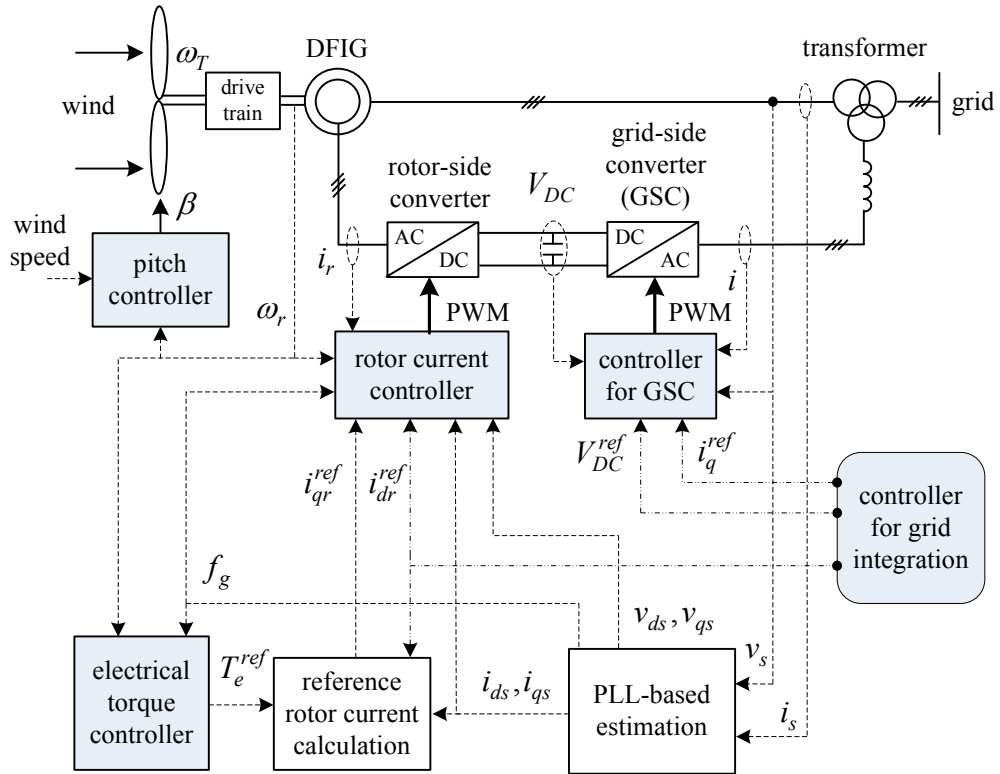 DFIG
transformer
ω_T
drive
train
wind
grid
grid-side
converter
(GSC)
rotor-side
converter
V_DC
β
AC
DC
DC
AC
wind
speed
pitch
controller
i_r
i
ω_r
PWM
PWM
rotor current
controller
controller
for GSC
V_DC^ref
i_q^ref
i_qr^ref
i_dr^ref
controller
for grid
integration
f_g
v_ds, v_qs
v_s
electrical
torque
controller
T_e^ref
reference
rotor current
calculation
i_ds, i_qs
PLL-based
estimation
i_s